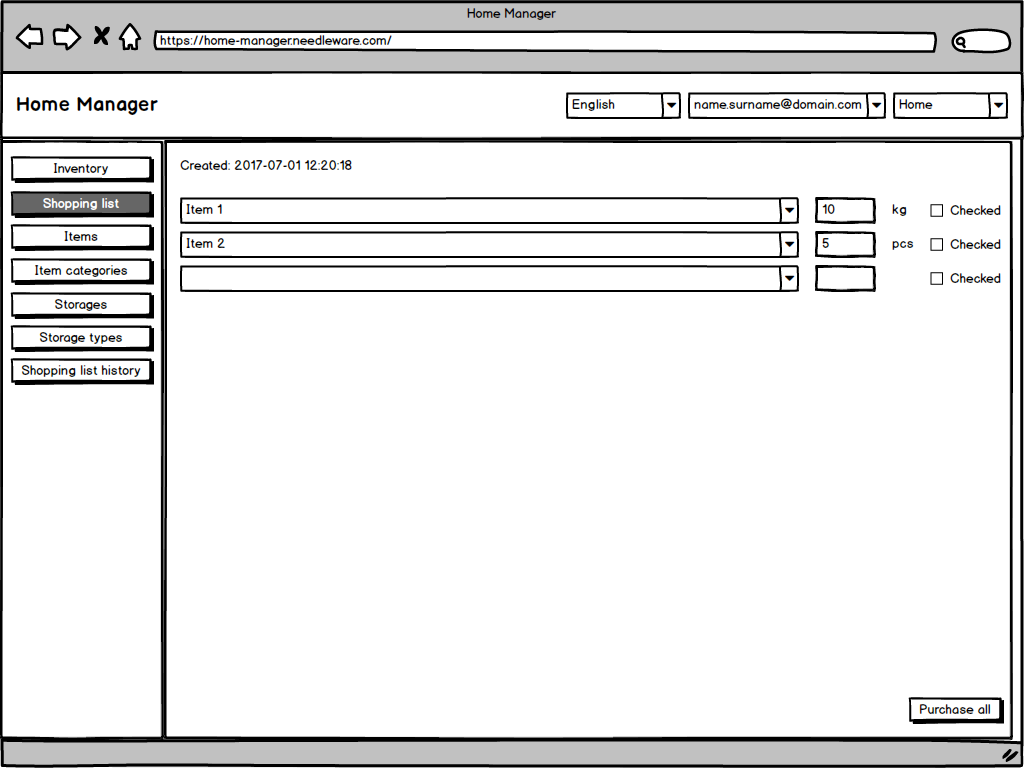 Home Manager
https://home-manager.needleware.com/
Home Manager
English
name.surname@domain.com
Home
Inventory
Shopping list
Items
Item categories
Storages
Storage types
Shopping list history
Created: 2017-07-01 12:20:18
Item 1 10 kg Checked
Item 2 5 pcs Checked
Checked
Purchase all